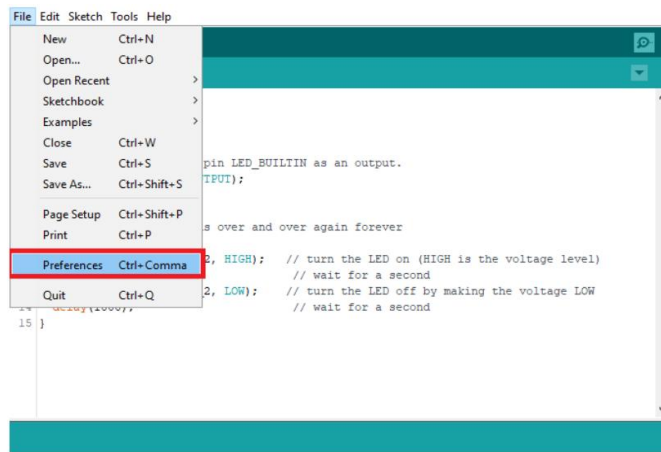 File Edit Sketch Tools Help
New Ctrl+N
Open... Ctrl+O
Open Recent >
Sketchbook >
Examples >
Close Ctrl+W
Save Ctrl+S
Save As... Ctrl+Shift+S
Page Setup Ctrl+Shift+P
Print Ctrl+P
Preferences Ctrl+Comma
Quit Ctrl+Q
pin LED_BUILTIN as an output.
TPUT);
s over and over again forever
2, HIGH); // turn the LED on (HIGH is the voltage level)
// wait for a second
2, LOW); // turn the LED off by making the voltage LOW
14 delay(1000); // wait for a second
15 }